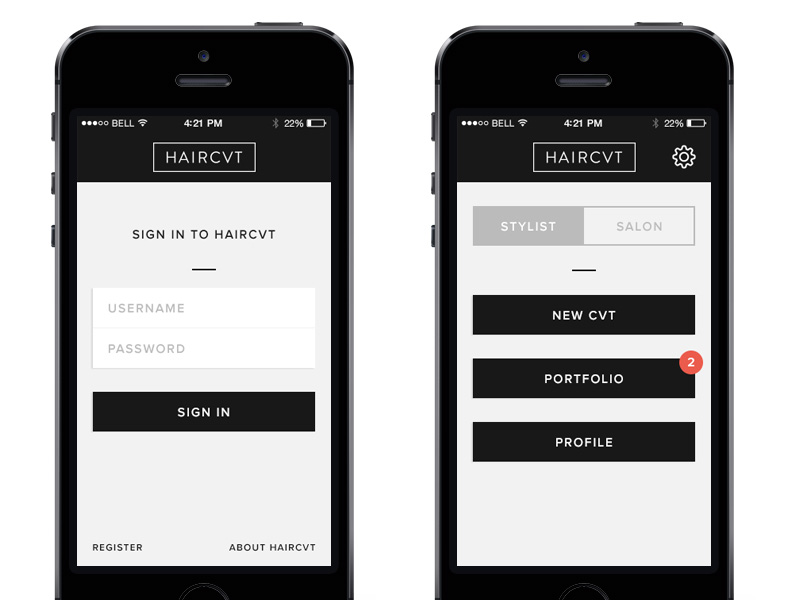 BELL 4:21 PM 22%
HAIRCVT
SIGN IN TO HAIRCVT
USERNAME
PASSWORD
SIGN IN
REGISTER ABOUT HAIRCVT
BELL 4:21 PM 22%
HAIRCVT
STYLIST SALON
NEW CVT
PORTFOLIO 2
PROFILE